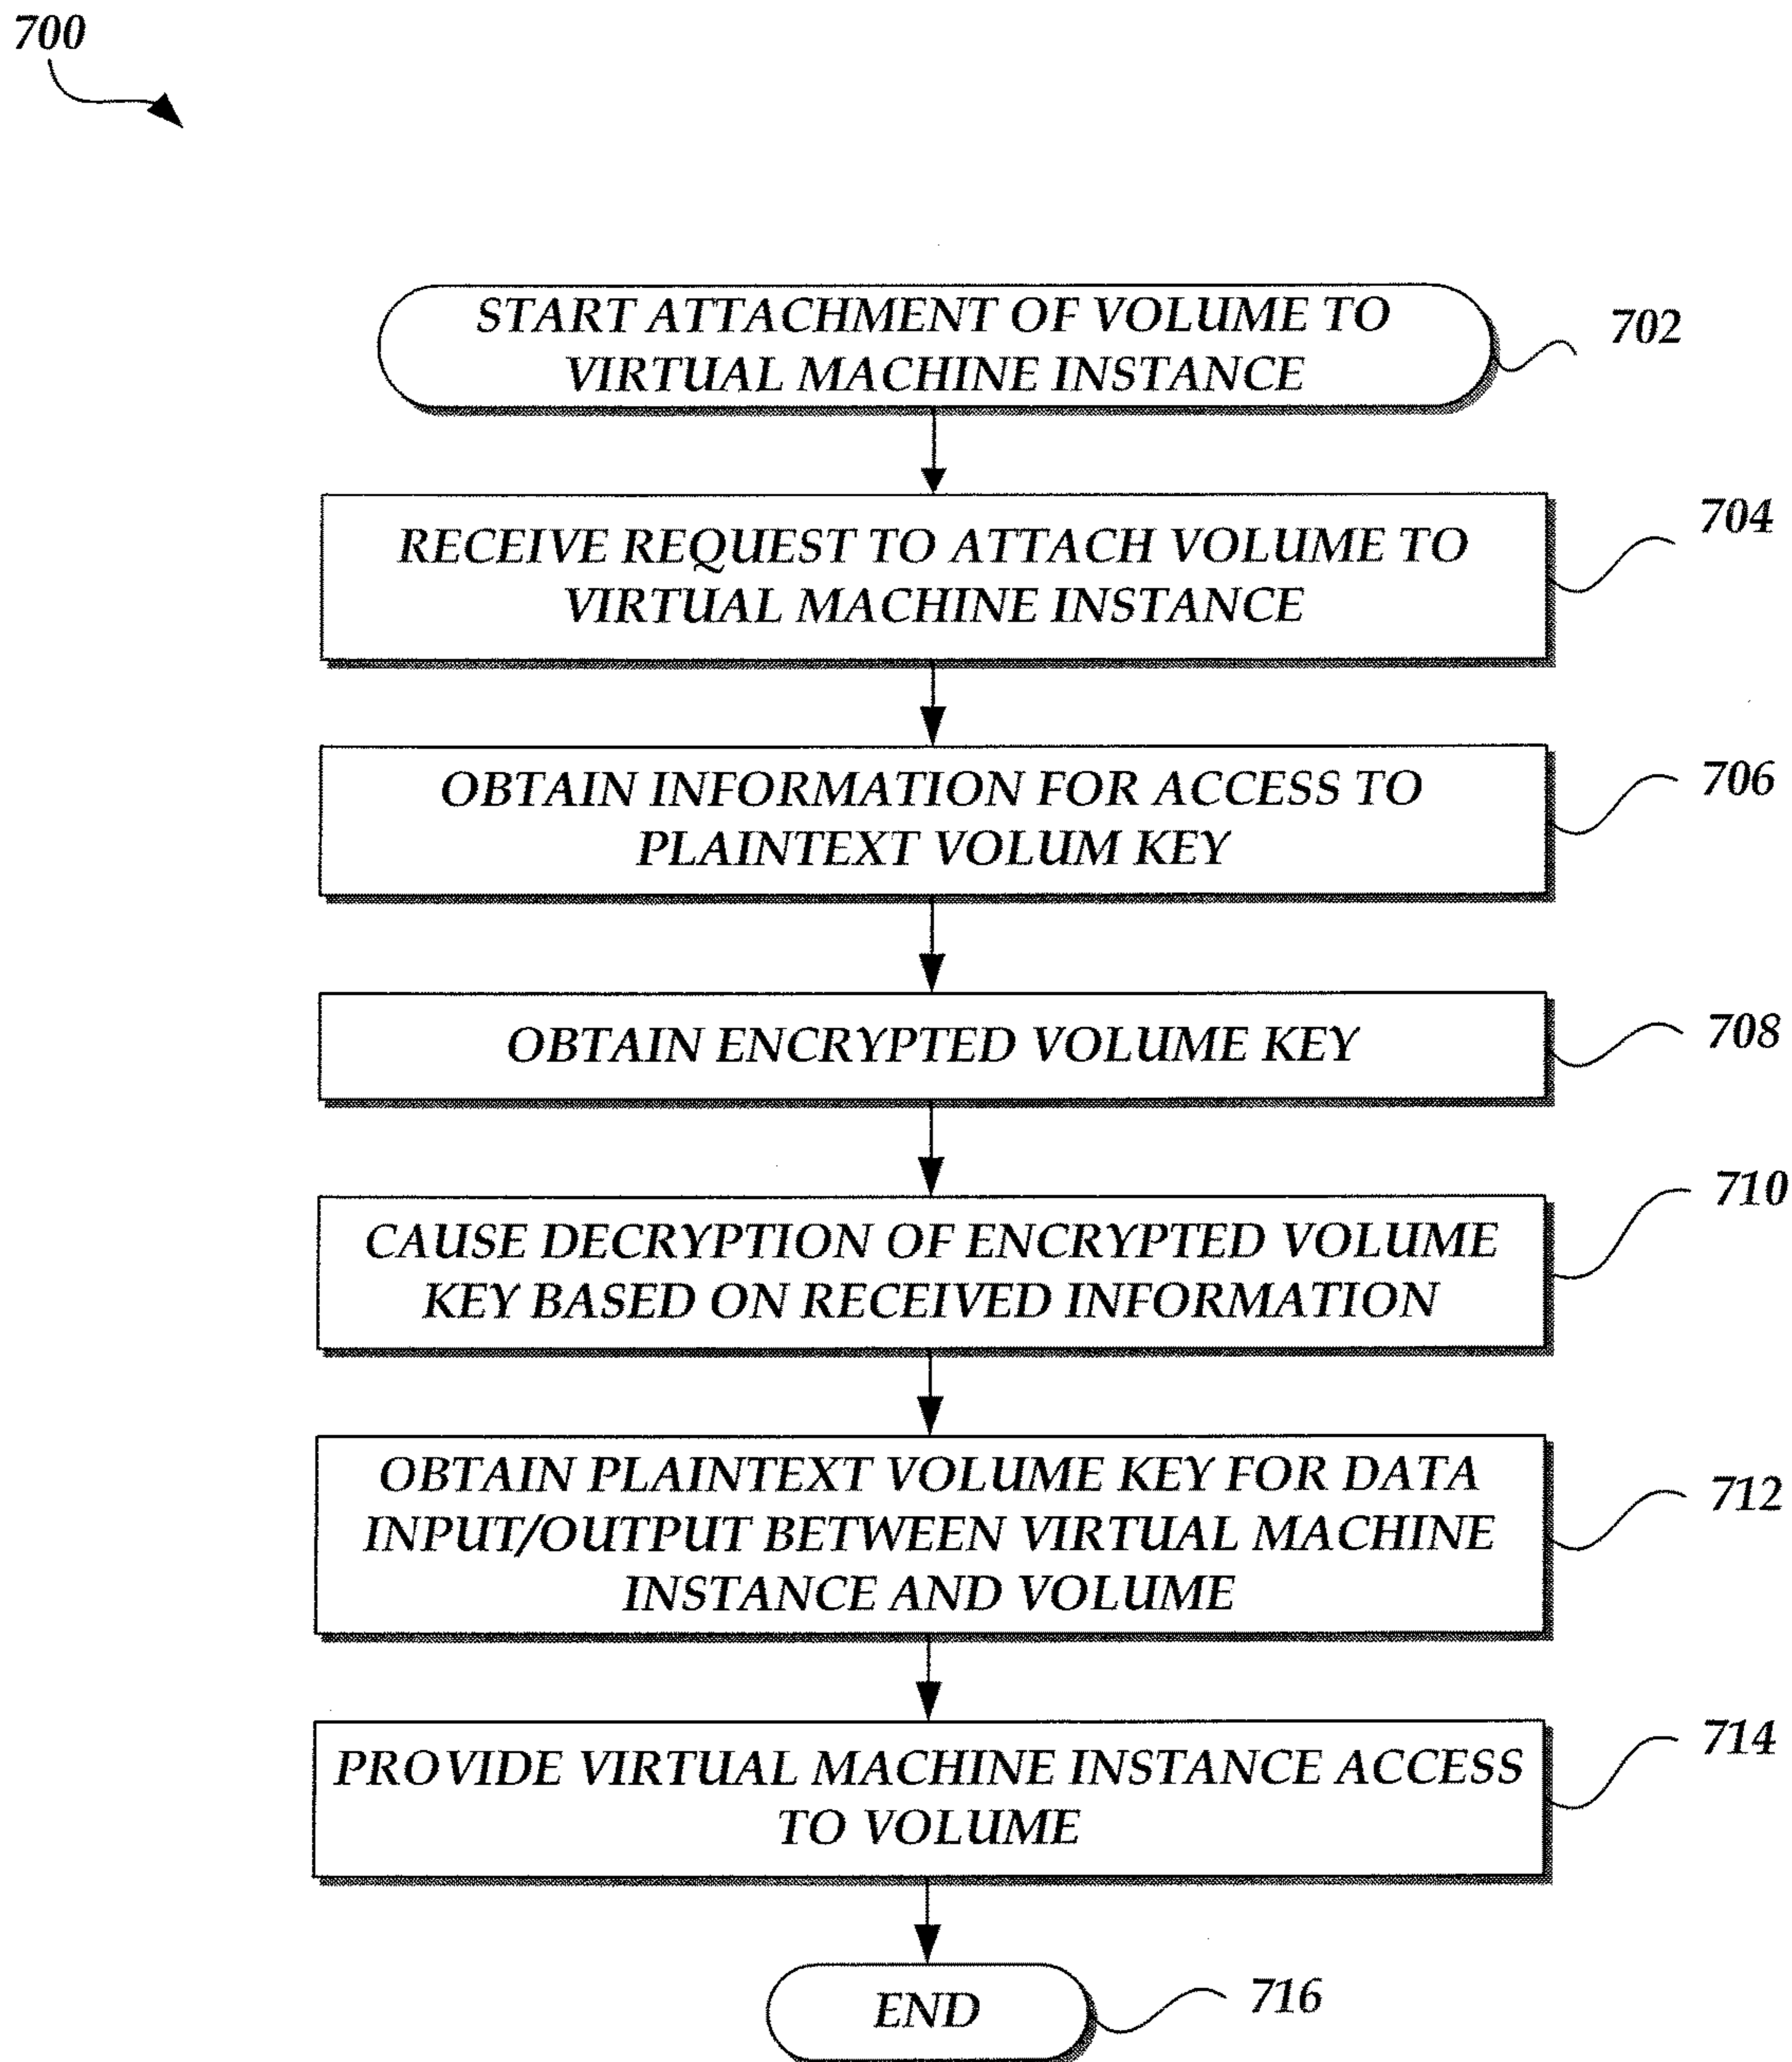 700
START ATTACHMENT OF VOLUME TO
VIRTUAL MACHINE INSTANCE
702
RECEIVE REQUEST TO ATTACH VOLUME TO
VIRTUAL MACHINE INSTANCE
704
OBTAIN INFORMATION FOR ACCESS TO
PLAINTEXT VOLUM KEY
706
OBTAIN ENCRYPTED VOLUME KEY
708
CAUSE DECRYPTION OF ENCRYPTED VOLUME
KEY BASED ON RECEIVED INFORMATION
710
OBTAIN PLAINTEXT VOLUME KEY FOR DATA
INPUT/OUTPUT BETWEEN VIRTUAL MACHINE
INSTANCE AND VOLUME
712
PROVIDE VIRTUAL MACHINE INSTANCE ACCESS
TO VOLUME
714
END
716